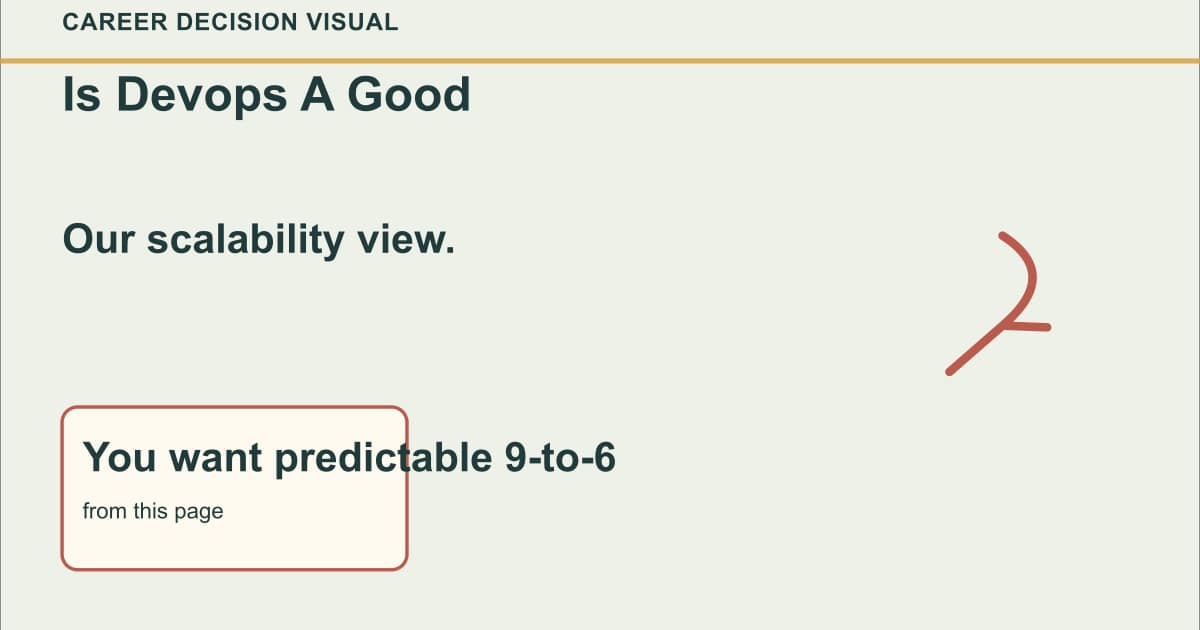 CAREER DECISION VISUAL
Is Devops A Good
Our scalability view.
You want predictable 9-to-6
from this page